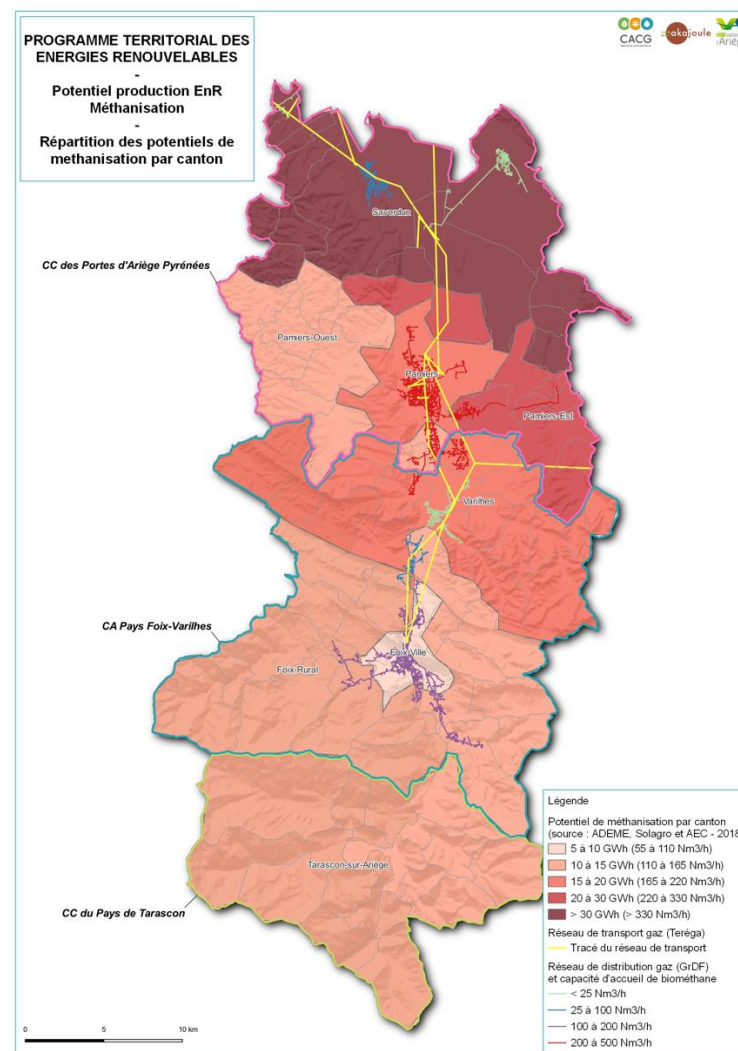 PROGRAMME TERRITORIAL DES
ENERGIES RENOUVELABLES
-
Potentiel production EnR
Méthanisation
-
Répartition des potentiels de
methanisation par canton
CACG
akajoule
Ariège
Saverdun
CC des Portes d'Ariège Pyrénées
Pamiers-Ouest
Pamiers
Pamiers-Est
Varilhes
CA Pays Foix-Varilhes
Foix-Ville
Foix-Rural
Tarascon-sur-Ariège
CC du Pays de Tarascon
Légende
Potentiel de méthanisation par canton
(source : ADEME, Solagro et AEC - 2018
5 à 10 GWh (55 à 110 Nm3/h)
10 à 15 GWh (110 à 165 Nm3/h)
15 à 20 GWh (165 à 220 Nm3/h)
20 à 30 GWh (220 à 330 Nm3/h)
> 30 GWh (> 330 Nm3/h)
Réseau de transport gaz (Teréga)
Tracé du réseau de transport
Réseau de distribution gaz (GrDF)
et capacité d'accueil de biométhane
< 25 Nm3/h
25 à 100 Nm3/h
100 à 200 Nm3/h
200 à 500 Nm3/h
0 5 10 km